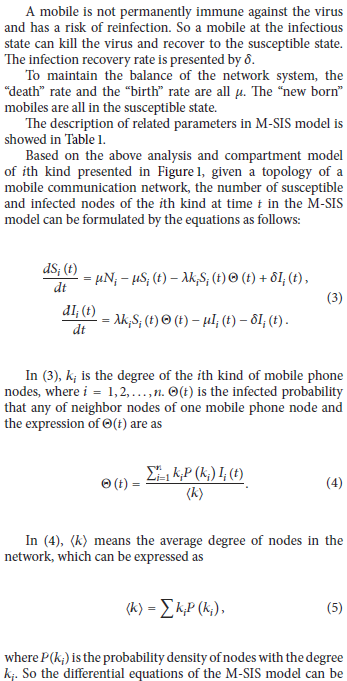 A mobile is not permanently immune against the virus
and has a risk of reinfection. So a mobile at the infectious
state can kill the virus and recover to the susceptible state.
The infection recovery rate is presented by δ.
To maintain the balance of the network system, the
“death” rate and the “birth” rate are all μ. The “new born”
mobiles are all in the susceptible state.
The description of related parameters in M-SIS model is
showed in Table 1.
Based on the above analysis and compartment model
of ith kind presented in Figure 1, given a topology of a
mobile communication network, the number of susceptible
and infected nodes of the ith kind at time t in the M-SIS
model can be formulated by the equations as follows:
dS_i (t)/dt = μN_i − μS_i (t) − λk_iS_i (t) Θ (t) + δI_i (t) ,
(3)
dI_i (t)/dt = λk_iS_i (t) Θ (t) − μI_i (t) − δI_i (t) .
In (3), k_i is the degree of the ith kind of mobile phone
nodes, where i = 1, 2, . . . , n. Θ(t) is the infected probability
that any of neighbor nodes of one mobile phone node and
the expression of Θ(t) are as
Θ (t) = ∑_{i=1}^{n} k_iP (k_i) I_i (t) / ⟨k⟩ . (4)
In (4), ⟨k⟩ means the average degree of nodes in the
network, which can be expressed as
⟨k⟩ = ∑ k_iP (k_i) , (5)
where P(k_i) is the probability density of nodes with the degree
k_i. So the differential equations of the M-SIS model can be